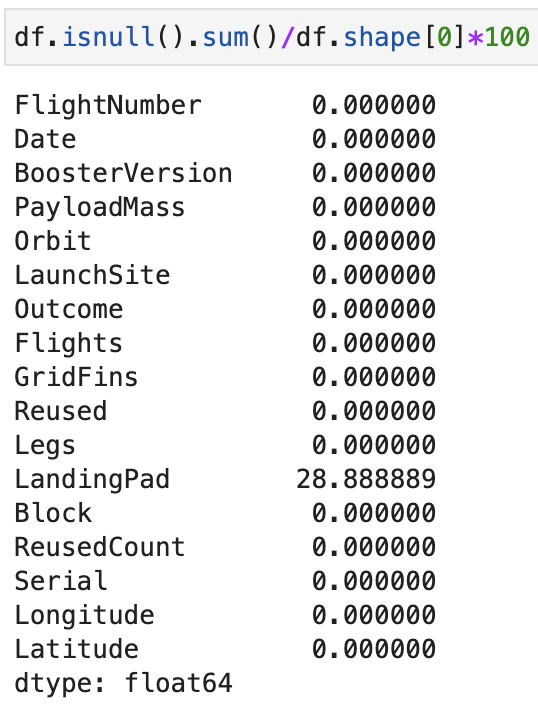 df.isnull().sum()/df.shape[0]*100
FlightNumber 0.000000
Date 0.000000
BoosterVersion 0.000000
PayloadMass 0.000000
Orbit 0.000000
LaunchSite 0.000000
Outcome 0.000000
Flights 0.000000
GridFins 0.000000
Reused 0.000000
Legs 0.000000
LandingPad 28.888889
Block 0.000000
ReusedCount 0.000000
Serial 0.000000
Longitude 0.000000
Latitude 0.000000
dtype: float64